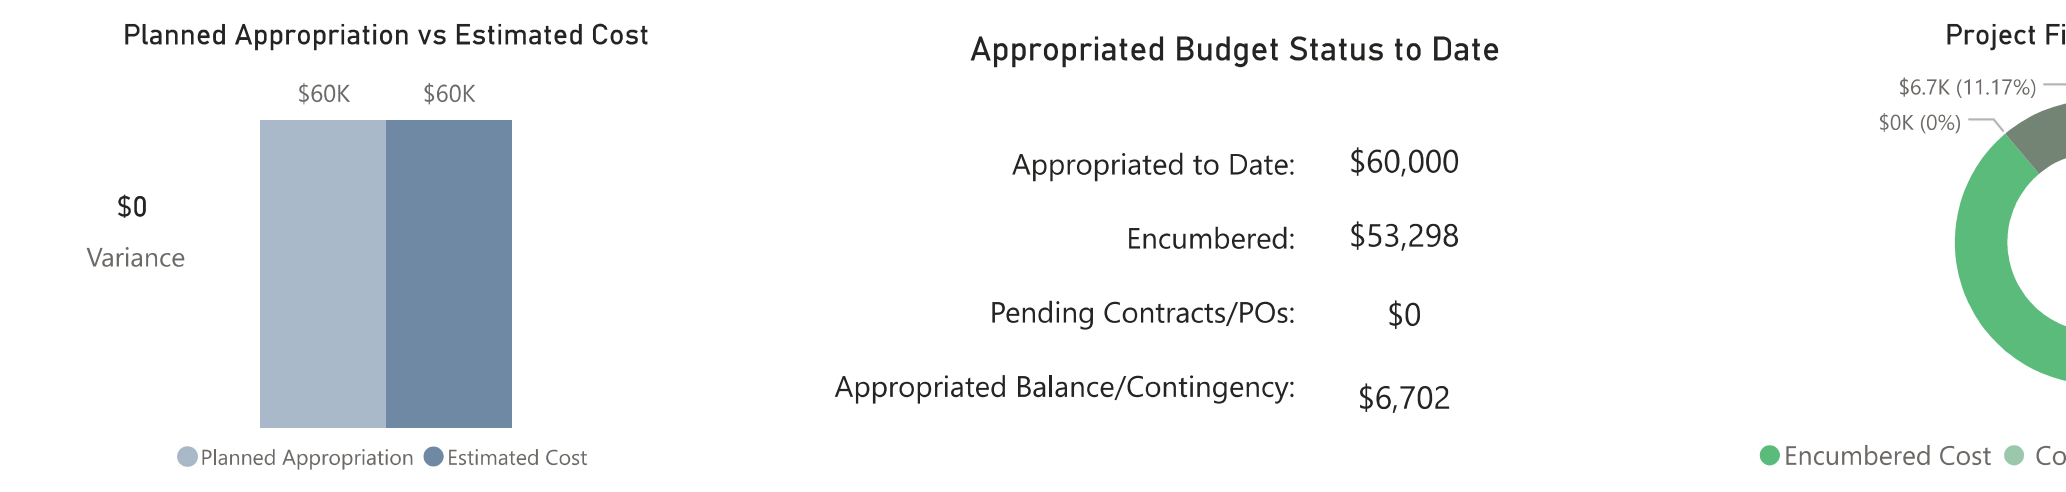 Planned Appropriation vs Estimated Cost
$60K $60K
$0
Variance
Planned Appropriation Estimated Cost
Appropriated Budget Status to Date
Appropriated to Date: $60,000
Encumbered: $53,298
Pending Contracts/POs: $0
Appropriated Balance/Contingency: $6,702
Project
$6.7K (11.17%)
$0K (0%)
Encumbered Cost